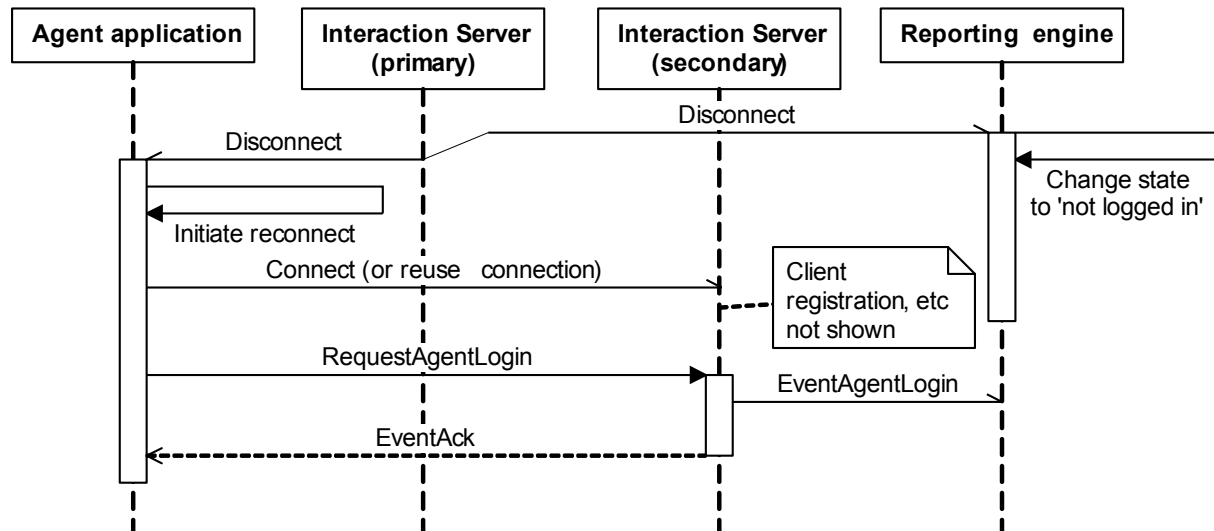 Agent application
Interaction Server
(primary)
Interaction Server
(secondary)
Reporting engine
Disconnect
Disconnect
Change state
to 'not logged in'
Initiate reconnect
Connect (or reuse connection)
Client
registration, etc
not shown
RequestAgentLogin
EventAgentLogin
EventAck